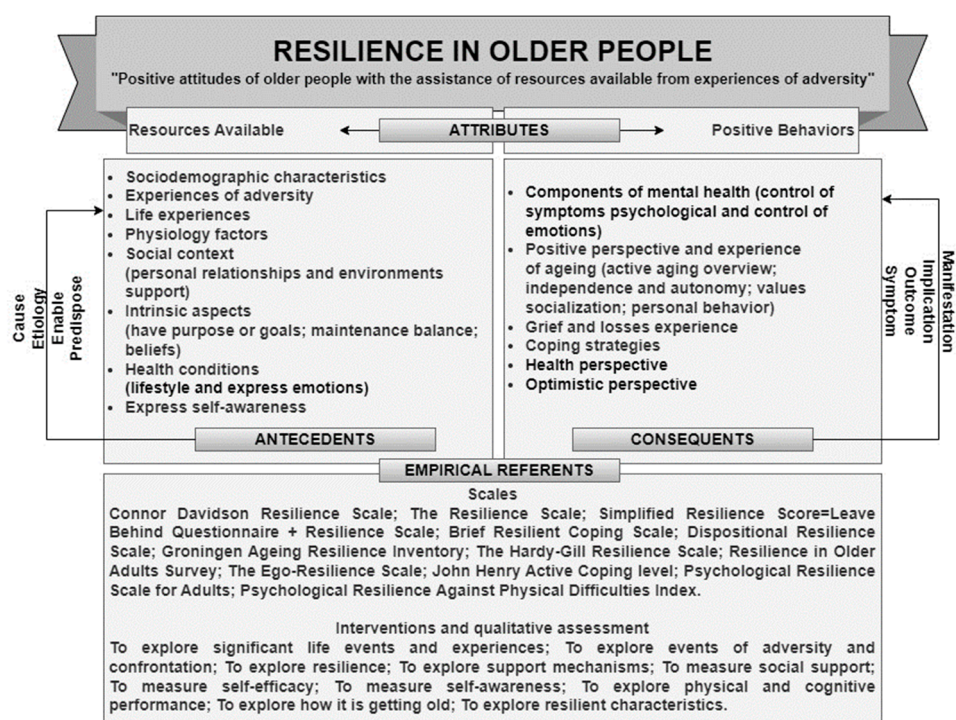 RESILIENCE IN OLDER PEOPLE
"Positive attitudes of older people with the assistance of resources available from experiences of adversity"
Resources Available
ATTRIBUTES
Positive Behaviors
• Sociodemographic characteristics
• Experiences of adversity
• Life experiences
• Physiology factors
• Social context
(personal relationships and environments
support)
• Intrinsic aspects
(have purpose or goals; maintenance balance;
beliefs)
• Health conditions
(lifestyle and express emotions)
• Express self-awareness
Cause
Etiology
Enable
Predispose
ANTECEDENTS
• Components of mental health (control of
symptoms psychological and control of
emotions)
• Positive perspective and experience
of ageing (active aging overview;
independence and autonomy; values
socialization; personal behavior)
• Grief and losses experience
• Coping strategies
• Health perspective
• Optimistic perspective
Manifestation
Implication
Outcome
Symptom
CONSEQUENTS
EMPIRICAL REFERENTS
Scales
Connor Davidson Resilience Scale; The Resilience Scale; Simplified Resilience Score=Leave
Behind Questionnaire + Resilience Scale; Brief Resilient Coping Scale; Dispositional Resilience
Scale; Groningen Ageing Resilience Inventory; The Hardy-Gill Resilience Scale; Resilience in Older
Adults Survey; The Ego-Resilience Scale; John Henry Active Coping level; Psychological Resilience
Scale for Adults; Psychological Resilience Against Physical Difficulties Index.
Interventions and qualitative assessment
To explore significant life events and experiences; To explore events of adversity and
confrontation; To explore resilience; To explore support mechanisms; To measure social support;
To measure self-efficacy; To measure self-awareness; To explore physical and cognitive
performance; To explore how it is getting old; To explore resilient characteristics.